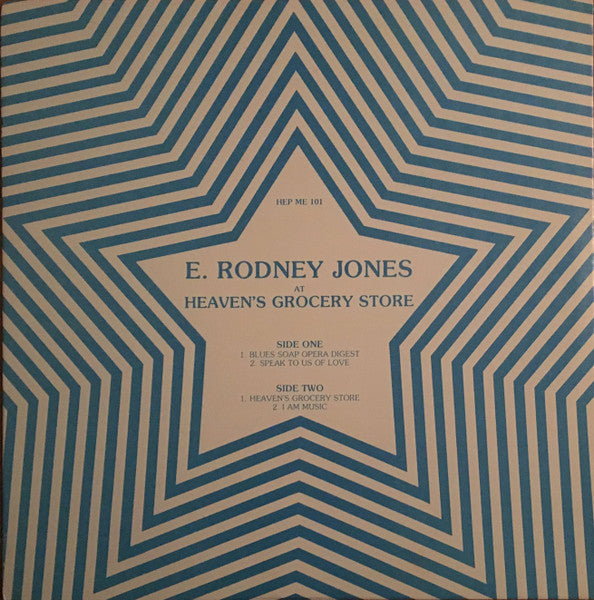 HEP ME 101
E. RODNEY JONES
AT
HEAVEN'S GROCERY STORE
SIDE ONE
1. BLUES SOAP OPERA DIGEST
2. SPEAK TO US OF LOVE
SIDE TWO
1. HEAVEN'S GROCERY STORE
2. I AM MUSIC